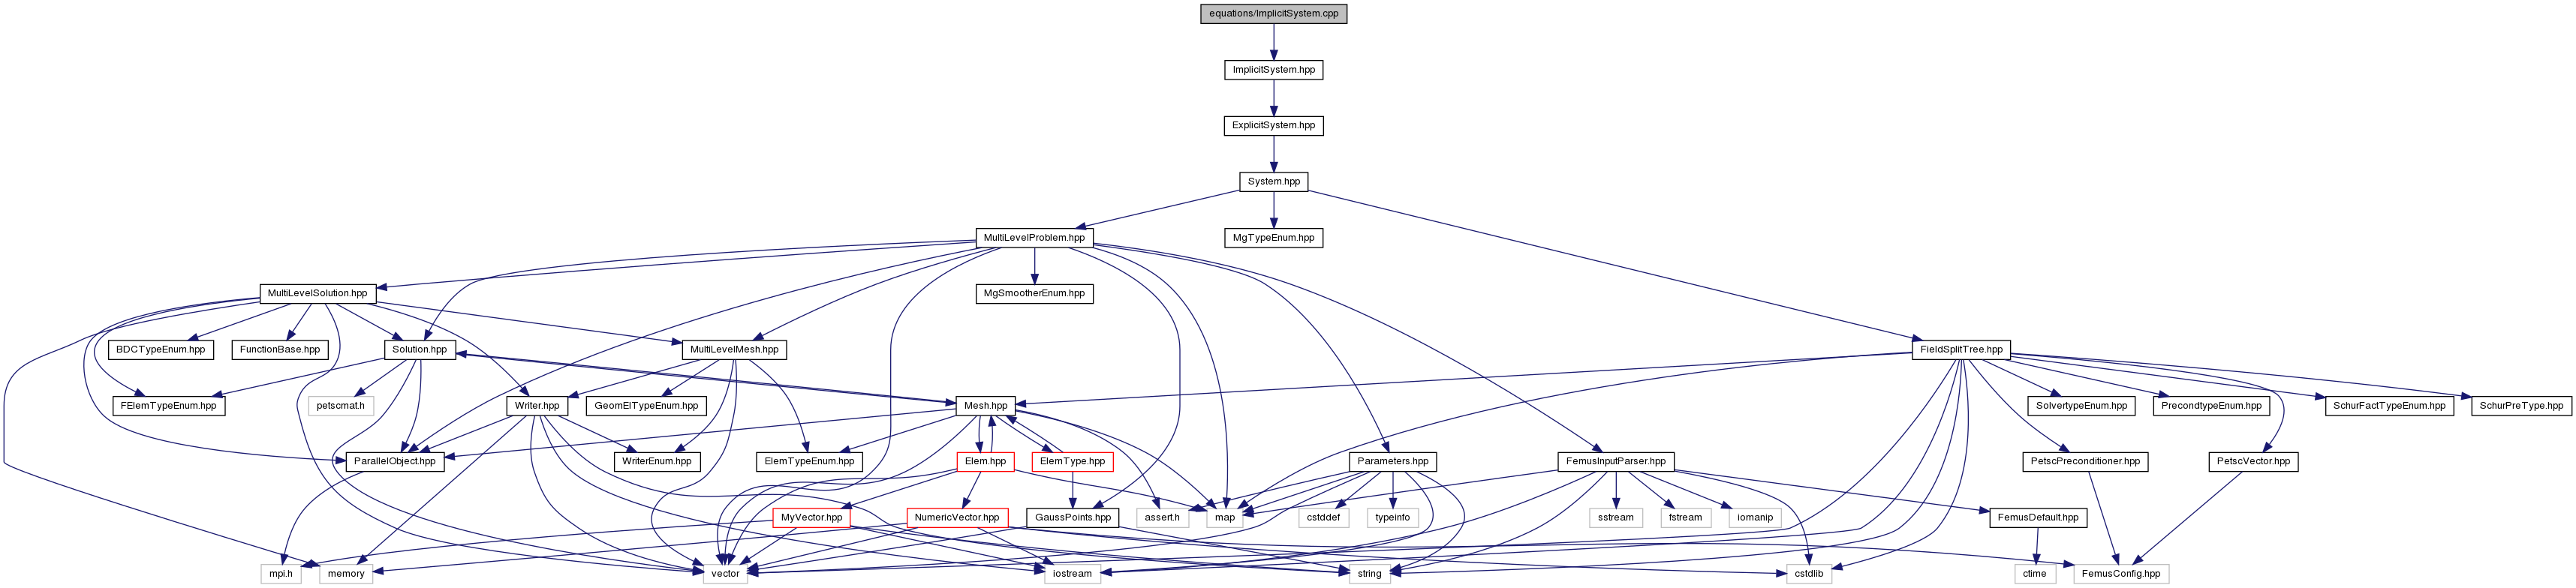 equations/ImplicitSystem.cpp
ImplicitSystem.hpp
ExplicitSystem.hpp
System.hpp
MultiLevelProblem.hpp
MgTypeEnum.hpp
MultiLevelSolution.hpp
MgSmootherEnum.hpp
BDCTypeEnum.hpp
FunctionBase.hpp
Solution.hpp
MultiLevelMesh.hpp
FieldSplitTree.hpp
FElemTypeEnum.hpp
petscmat.h
Writer.hpp
GeomElTypeEnum.hpp
Mesh.hpp
SolvertypeEnum.hpp
PrecondtypeEnum.hpp
SchurFactTypeEnum.hpp
SchurPreType.hpp
ParallelObject.hpp
WriterEnum.hpp
ElemTypeEnum.hpp
Elem.hpp
ElemType.hpp
Parameters.hpp
FemusInputParser.hpp
PetscPreconditioner.hpp
PetscVector.hpp
MyVector.hpp
NumericVector.hpp
GaussPoints.hpp
assert.h
map
cstddef
typeinfo
sstream
fstream
iomanip
FemusDefault.hpp
mpi.h
memory
vector
iostream
string
cstdlib
ctime
FemusConfig.hpp